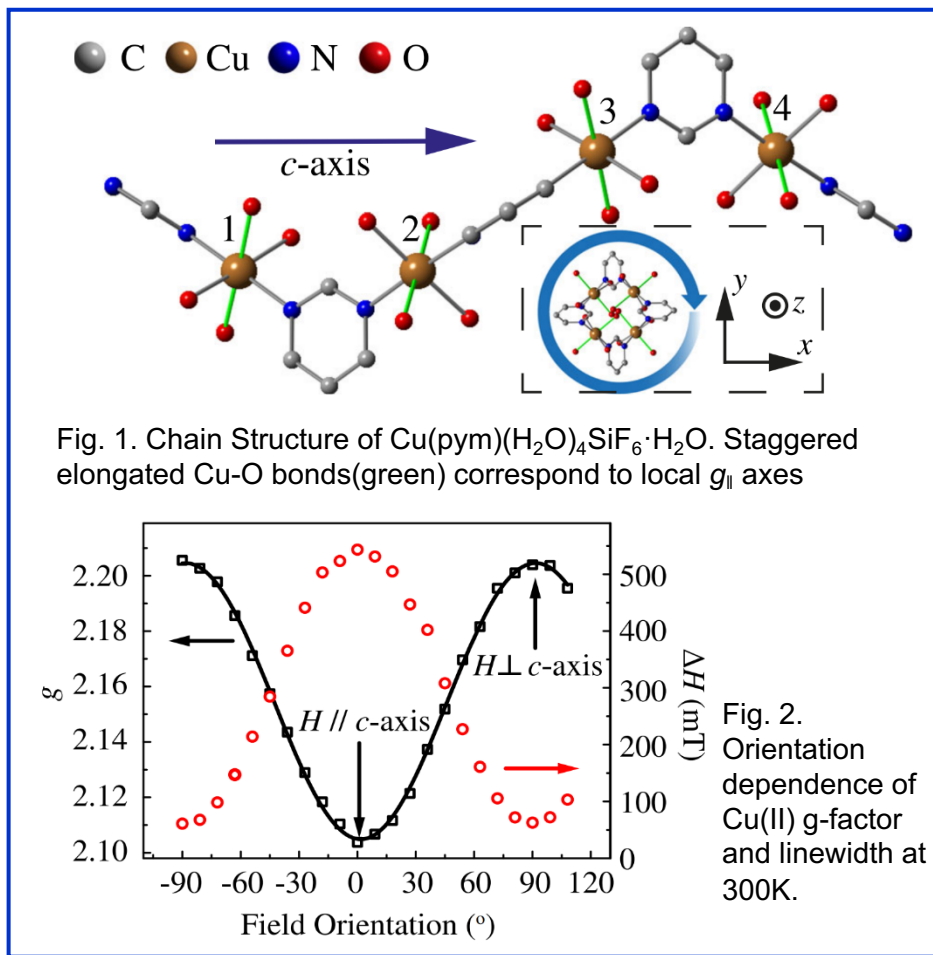 C Cu N O
c-axis
1
2
3
4
y
z
x
Fig. 1. Chain Structure of Cu(pym)(H₂O)₄SiF₆·H₂O. Staggered
elongated Cu-O bonds(green) correspond to local g∥ axes
2.20
2.18
2.16
2.14
2.12
2.10
g
H // c-axis
H⊥ c-axis
500
400
300
200
100
0
ΔH (mT)
-90 -60 -30 0 30 60 90 120
Field Orientation (°)
Fig. 2.
Orientation
dependence of
Cu(II) g-factor
and linewidth at
300K.